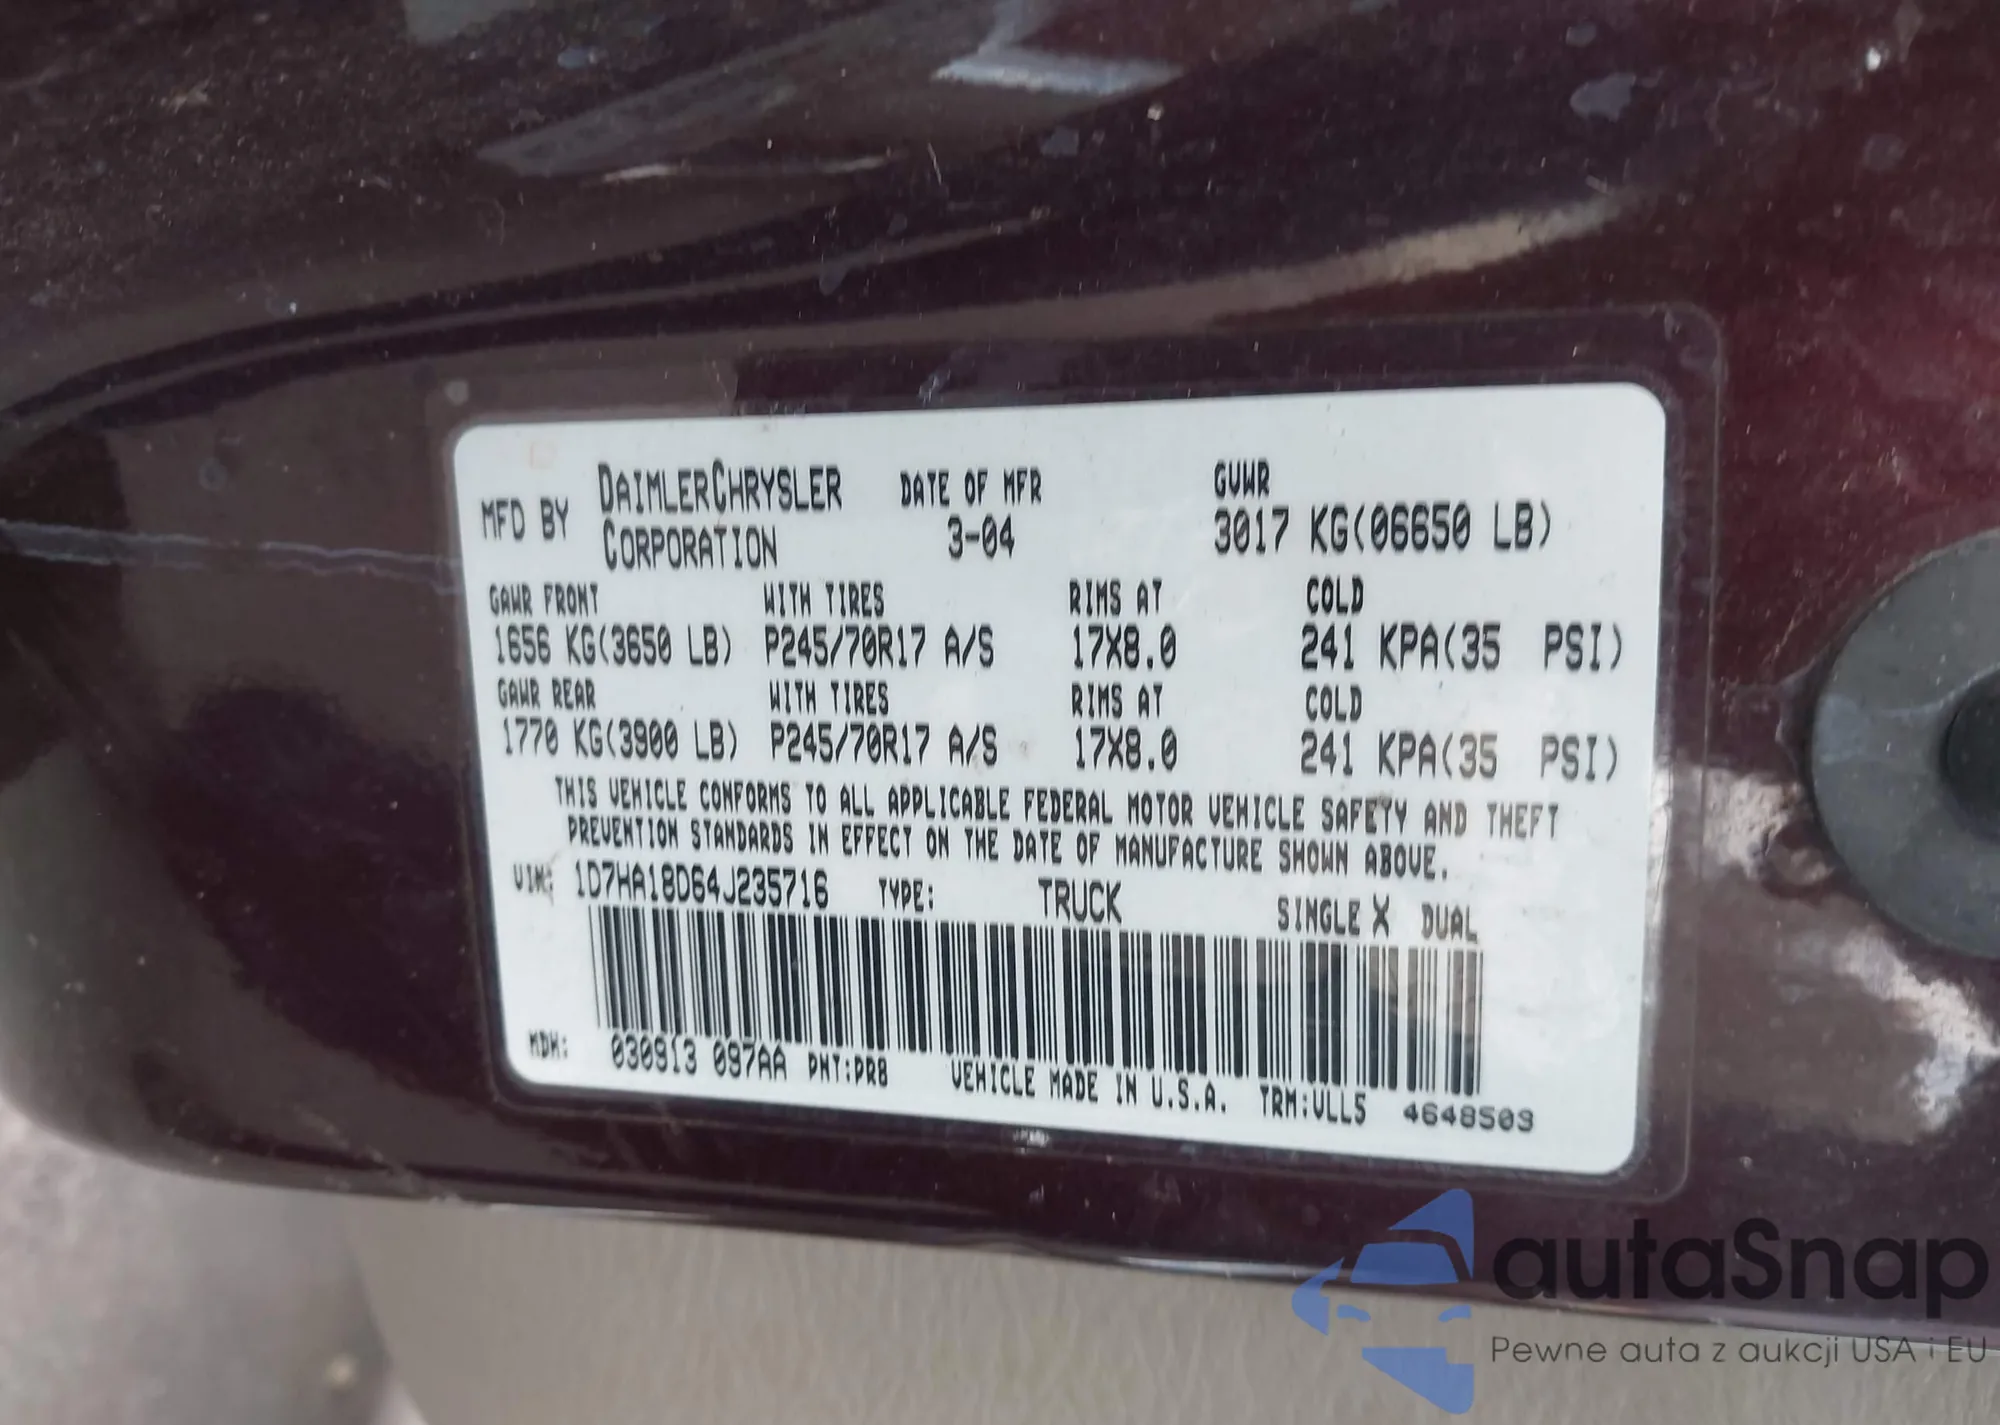 MFD BY DAIMLERCHRYSLER CORPORATION DATE OF MFR 3-04 GVWR 3017 KG(06650 LB)
GAWR FRONT WITH TIRES RIMS AT COLD
1656 KG(3650 LB) P245/70R17 A/S 17X8.0 241 KPA(35 PSI)
GAWR REAR WITH TIRES RIMS AT COLD
1770 KG(3900 LB) P245/70R17 A/S 17X8.0 241 KPA(35 PSI)
THIS VEHICLE CONFORMS TO ALL APPLICABLE FEDERAL MOTOR VEHICLE SAFETY AND THEFT
PREVENTION STANDARDS IN EFFECT ON THE DATE OF MANUFACTURE SHOWN ABOVE.
VIN: 1D7HA18D64J235716 TYPE: TRUCK SINGLE X DUAL
MDH: 030913 097AA PNT:PR8 VEHICLE MADE IN U.S.A. TRM:VLL5 4648509
autaSnap
Pewne auta z aukcji USA i EU